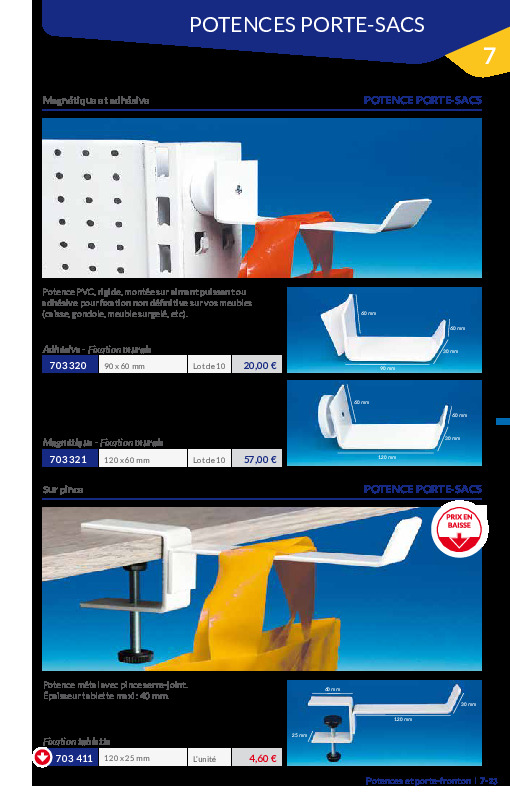 POTENCES PORTE-SACS
7
Magnétique et adhésive POTENCE PORTE-SACS
Potence PVC, rigide, montée sur aimant puissant ou
adhésive pour fixation non définitive sur vos meubles
(caisse, gondole, meuble surgelé, etc).
60 mm
60 mm
30 mm
90 mm
Adhésive - Fixation murale
703 320 90 x 60 mm Lot de 10 20,00 €
60 mm
60 mm
30 mm
120 mm
Magnétique - Fixation murale
703 321 120 x 60 mm Lot de 10 57,00 €
Sur pince POTENCE PORTE-SACS
PRIX EN
BAISSE
Potence métal avec pince serre-joint.
Épaisseur tablette maxi : 40 mm.
40 mm
30 mm
120 mm
25 mm
Fixation tablette
703 411 120 x 25 mm L'unité 4,60 €
Potences et porte-fronton | 7-23